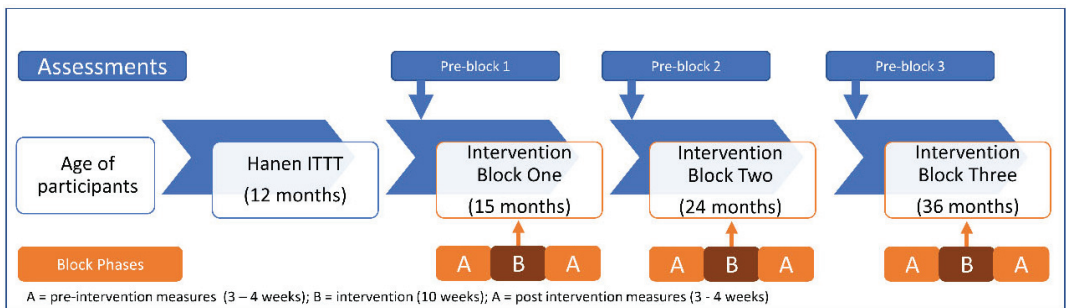 Assessments
Pre-block 1
Pre-block 2
Pre-block 3
Age of
participants
Hanen ITTT
(12 months)
Intervention
Block One
(15 months)
Intervention
Block Two
(24 months)
Intervention
Block Three
(36 months)
Block Phases
A B A
A B A
A B A
A = pre-intervention measures (3 – 4 weeks); B = intervention (10 weeks); A = post intervention measures (3 - 4 weeks)